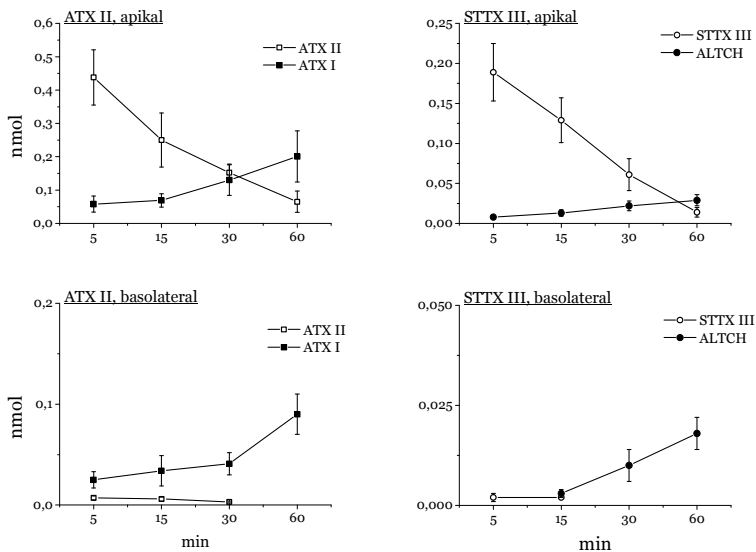 ATX II, apikal
0,6
0,5
0,4
0,3
0,2
0,1
0,0
nmol
ATX II
ATX I
5 15 30 60
STTX III, apikal
0,25
0,20
0,15
0,10
0,05
0,00
STTX III
ALTCH
5 15 30 60
ATX II, basolateral
0,2
0,1
0,0
nmol
ATX II
ATX I
5 15 30 60
min
STTX III, basolateral
0,050
0,025
0,000
STTX III
ALTCH
5 15 30 60
min